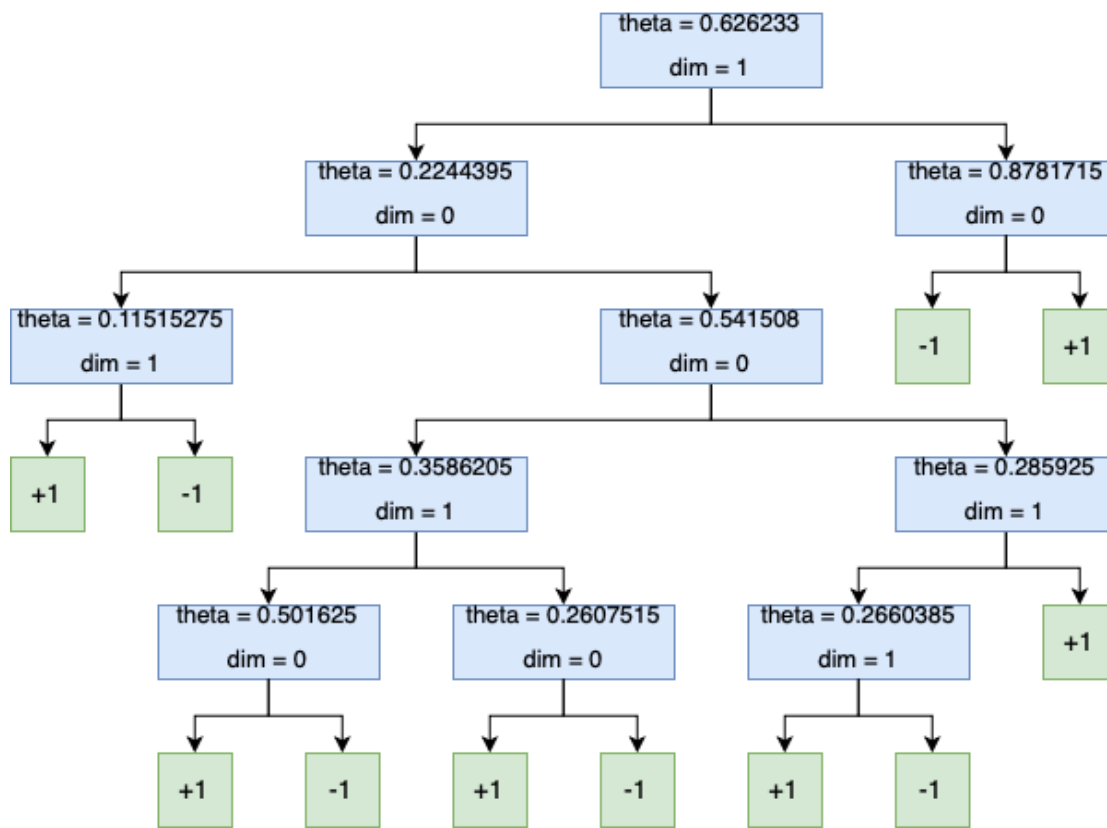 theta = 0.626233
dim = 1
theta = 0.2244395
dim = 0
theta = 0.8781715
dim = 0
theta = 0.11515275
dim = 1
theta = 0.541508
dim = 0
-1
+1
+1
-1
theta = 0.3586205
dim = 1
theta = 0.285925
dim = 1
theta = 0.501625
dim = 0
theta = 0.2607515
dim = 0
theta = 0.2660385
dim = 1
+1
+1
-1
+1
-1
+1
-1